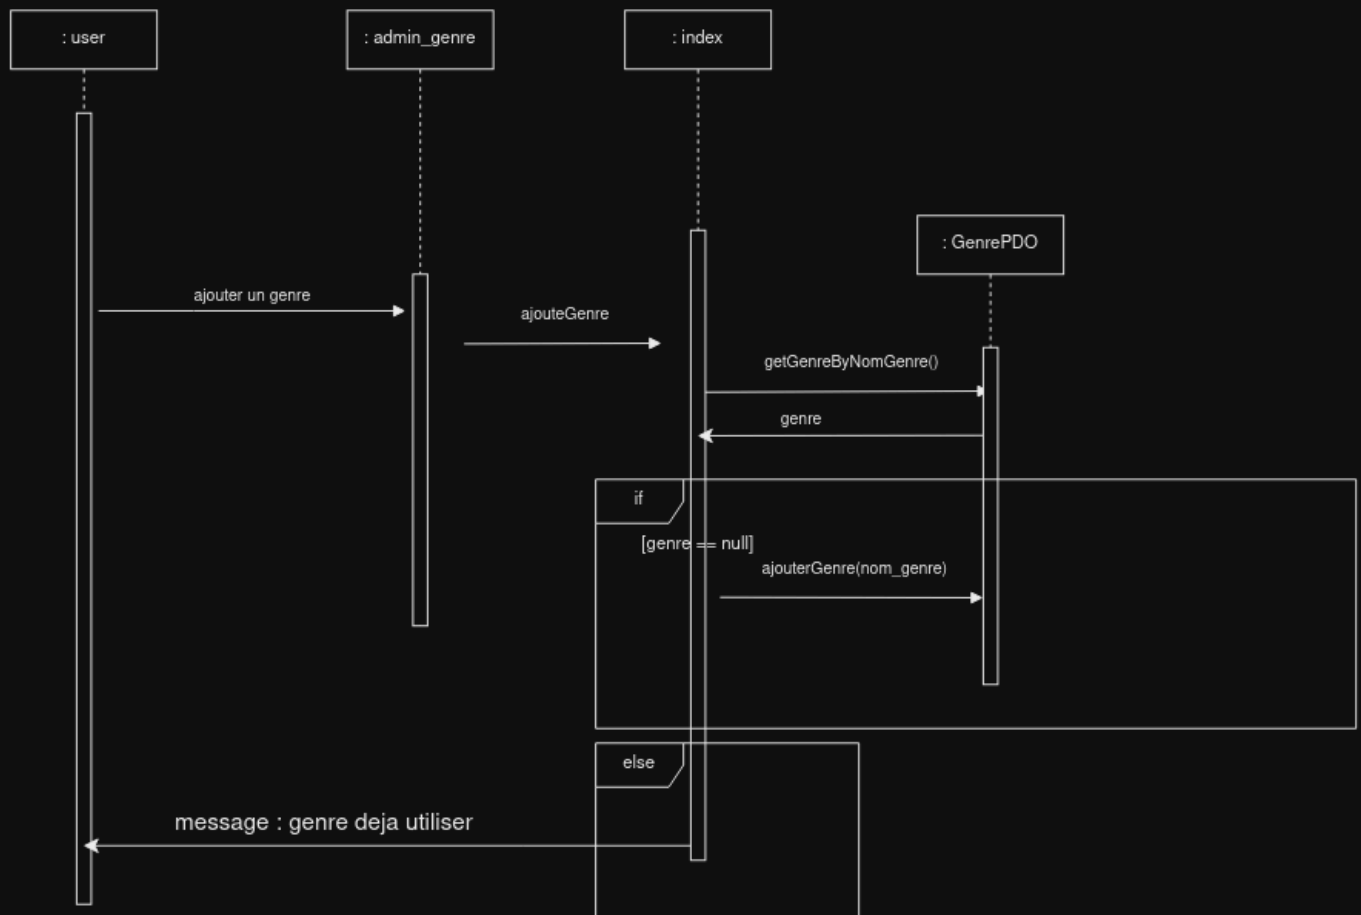 : user
: admin_genre
: index
: GenrePDO
ajouter un genre
ajouteGenre
getGenreByNomGenre()
genre
if
[genre == null]
ajouterGenre(nom_genre)
else
message : genre deja utiliser